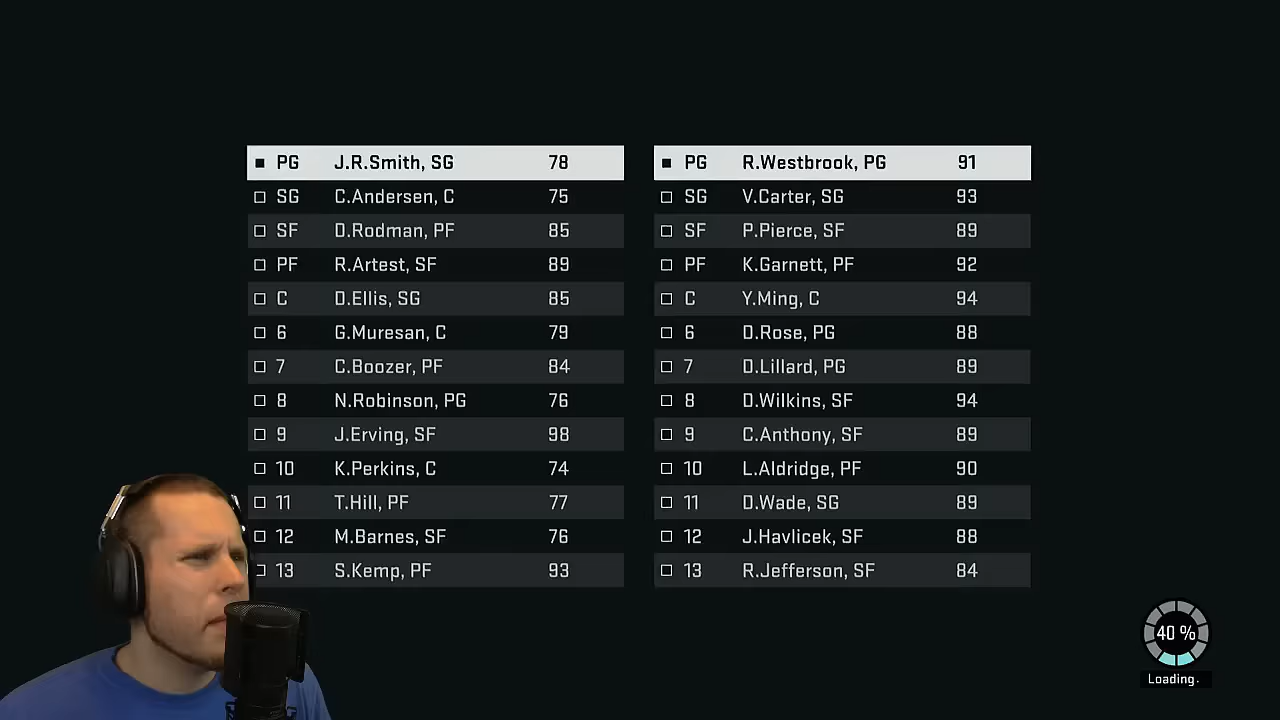 PG J.R.Smith, SG 78
SG C.Andersen, C 75
SF D.Rodman, PF 85
PF R.Artest, SF 89
C D.Ellis, SG 85
6 G.Muresan, C 79
7 C.Boozer, PF 84
8 N.Robinson, PG 76
9 J.Erving, SF 98
10 K.Perkins, C 74
11 T.Hill, PF 77
12 M.Barnes, SF 76
13 S.Kemp, PF 93
PG R.Westbrook, PG 91
SG V.Carter, SG 93
SF P.Pierce, SF 89
PF K.Garnett, PF 92
C Y.Ming, C 94
6 D.Rose, PG 88
7 D.Lillard, PG 89
8 D.Wilkins, SF 94
9 C.Anthony, SF 89
10 L.Aldridge, PF 90
11 D.Wade, SG 89
12 J.Havlicek, SF 88
13 R.Jefferson, SF 84
40 %
Loading.